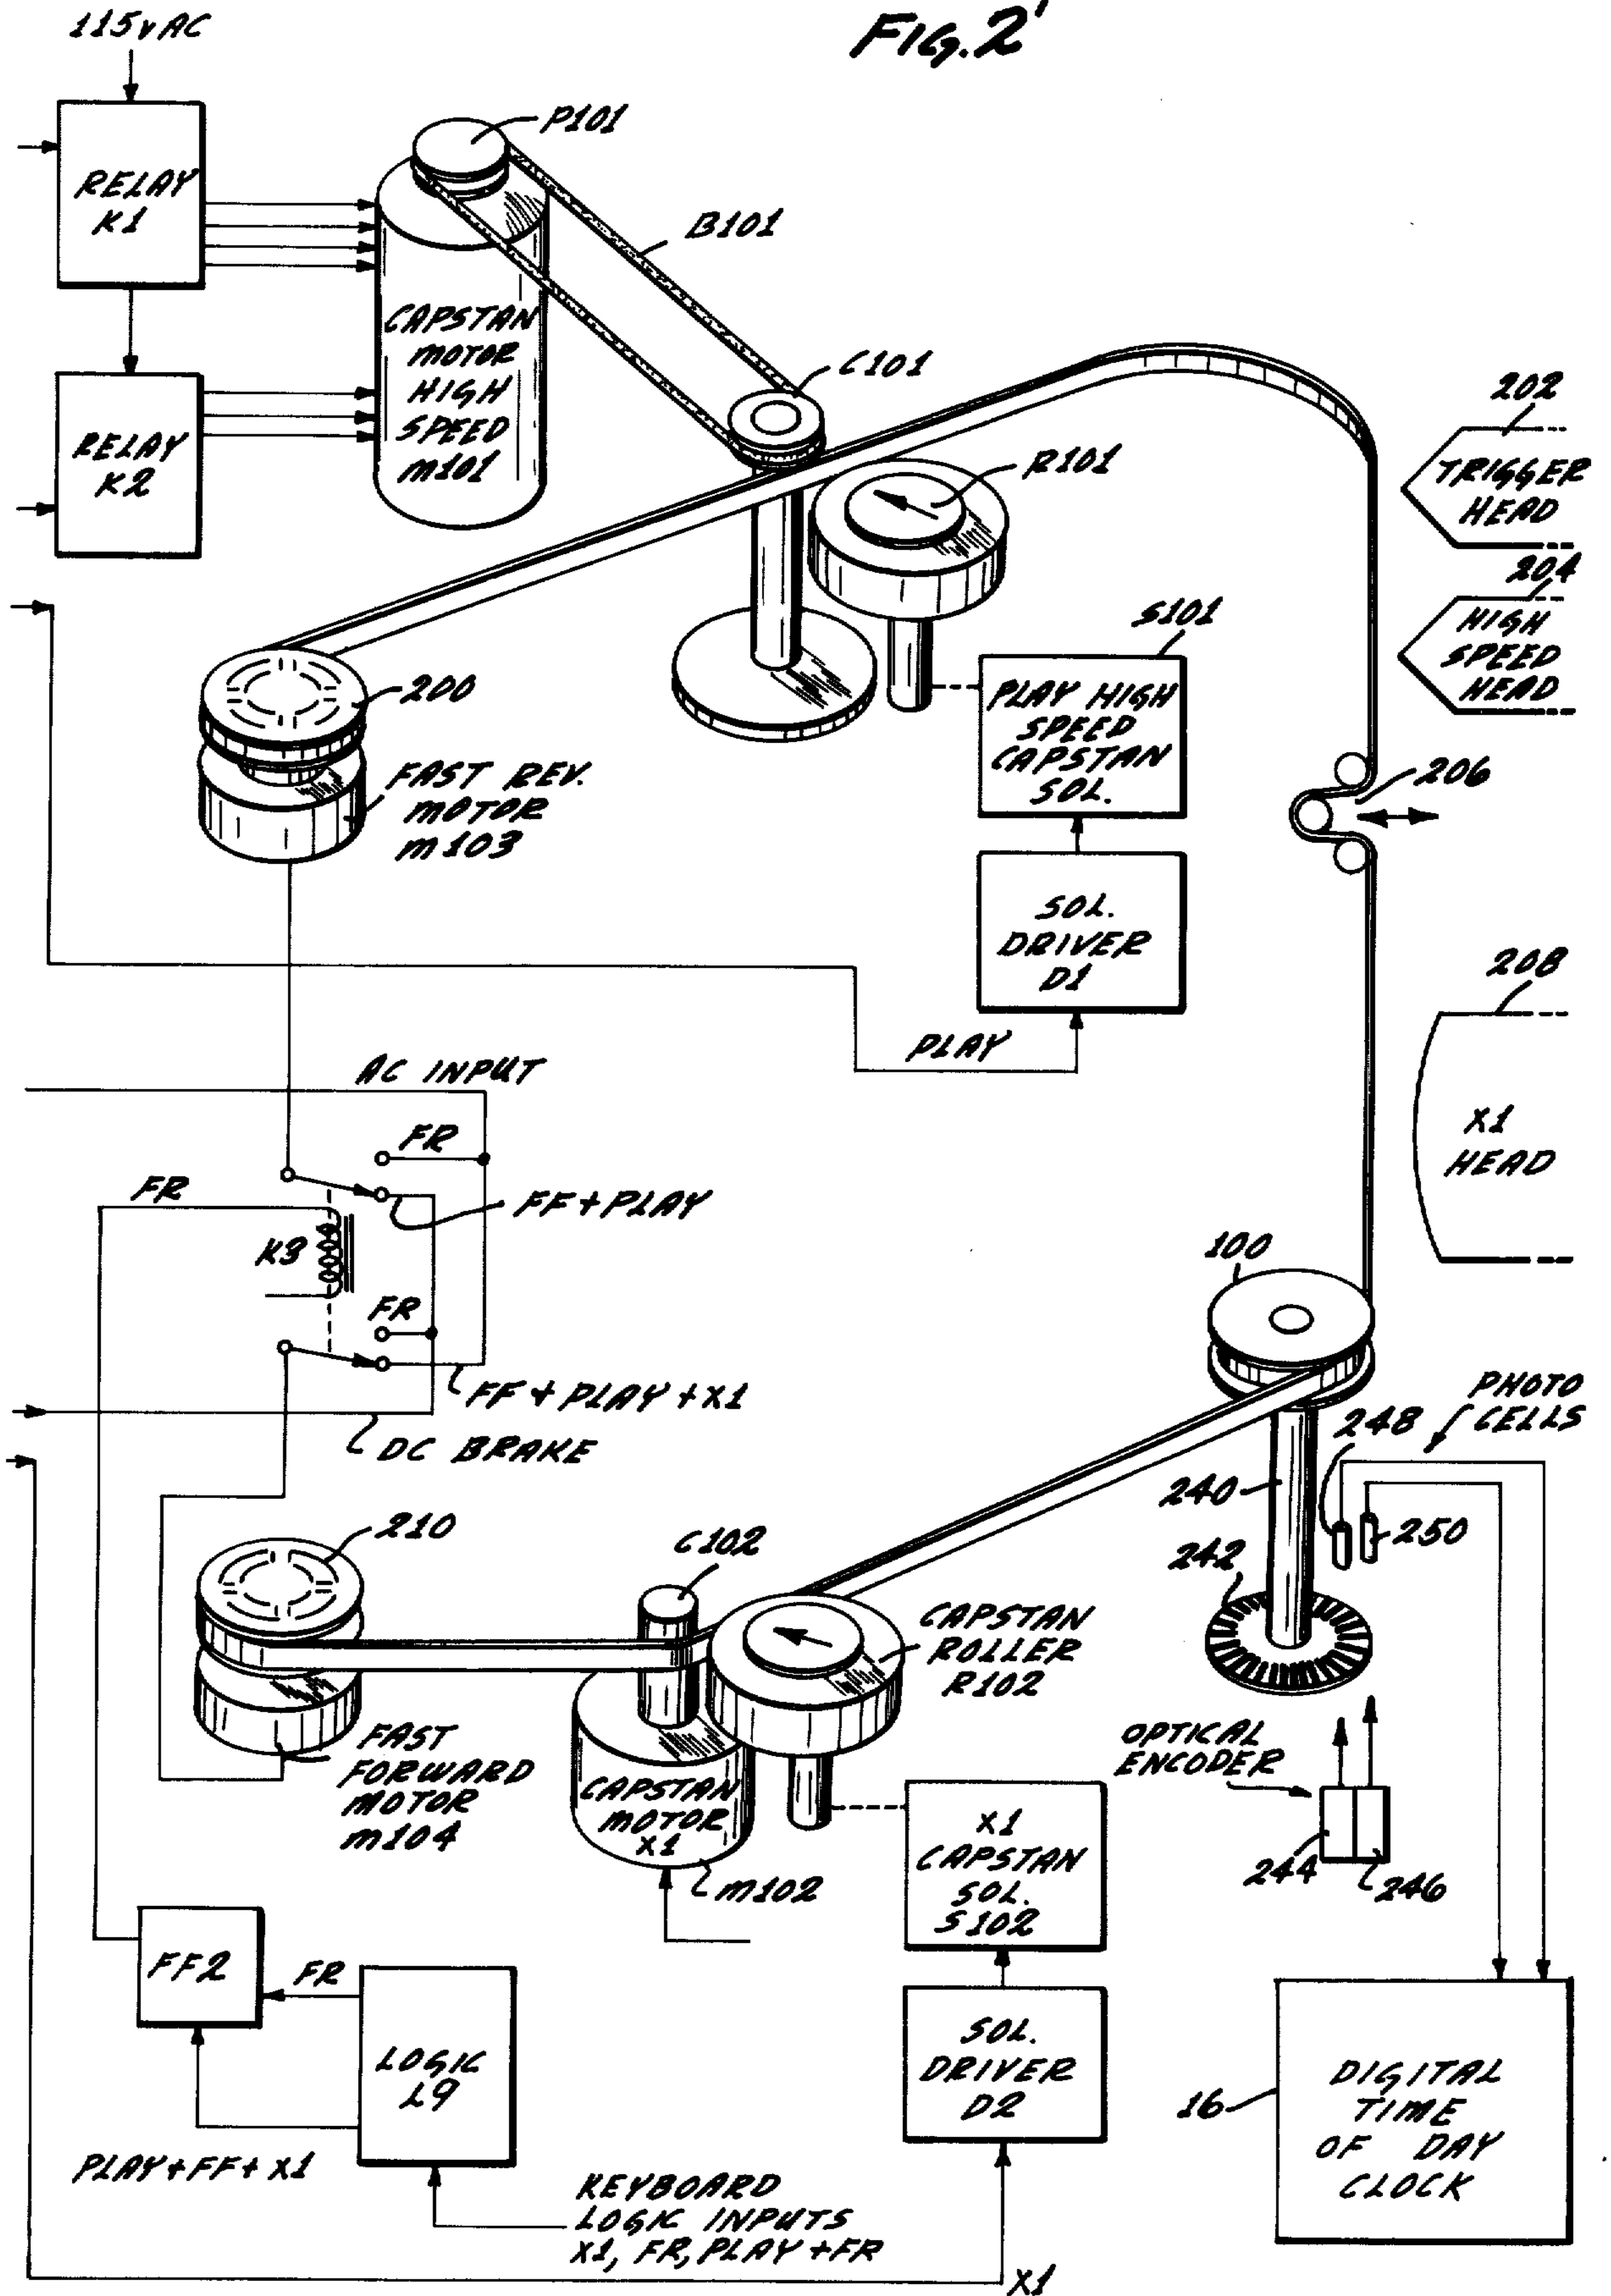 FIG. 2'
115v AC
P101
RELAY
K1
B101
CAPSTAN
MOTOR
HIGH
SPEED
M101
C101
202
TRIGGER
HEAD
RELAY
K2
R101
204
HIGH
SPEED
HEAD
S101
PLAY HIGH
SPEED
CAPSTAN
SOL.
200
FAST REV.
MOTOR
M103
206
SOL.
DRIVER
D1
208
PLAY
AC INPUT
X1
HEAD
FR
FR
FF + PLAY
K3
100
FR
FF + PLAY + X1
PHOTO
CELLS
248
DC BRAKE
240
250
210
C102
242
CAPSTAN
ROLLER
R102
OPTICAL
ENCODER
FAST
FORWARD
MOTOR
M104
CAPSTAN
MOTOR
X1
X1
CAPSTAN
SOL.
S102
244
246
M102
FF2
FR
LOGIC
L9
SOL.
DRIVER
D2
16
DIGITAL
TIME
OF DAY
CLOCK
PLAY+FF+X1
KEYBOARD
LOGIC INPUTS
X1, FR, PLAY + FR
X1